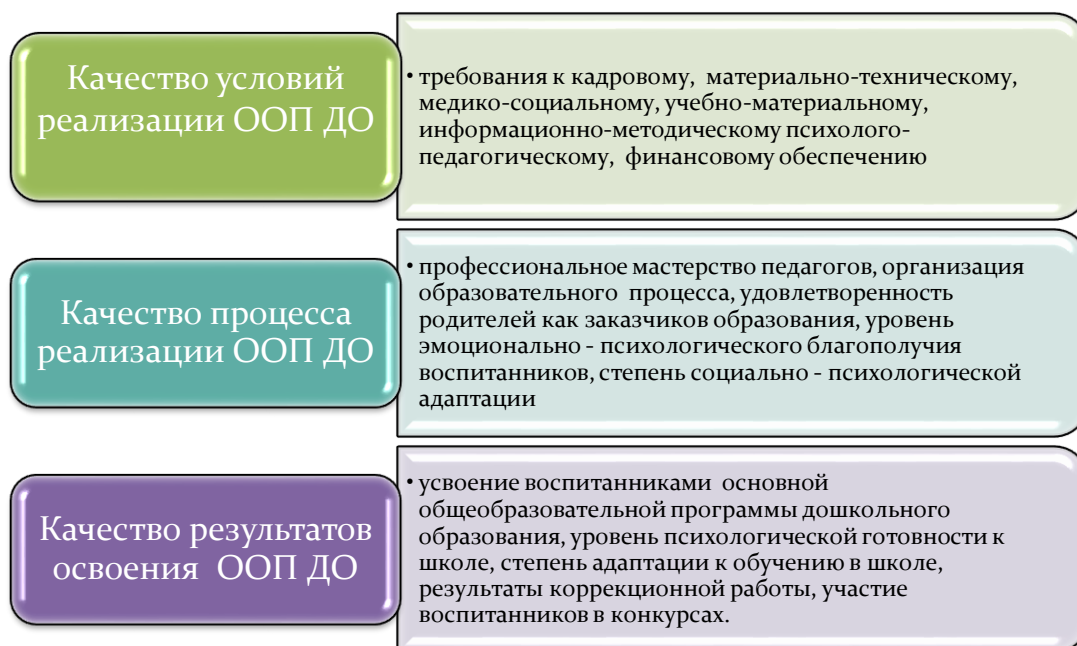 Качество условий
реализации ООП ДО
• требования к кадровому, материально-техническому,
медико-социальному, учебно-материальному,
информационно-методическому психолого-
педагогическому, финансовому обеспечению
Качество процесса
реализации ООП ДО
• профессиональное мастерство педагогов, организация
образовательного процесса, удовлетворенность
родителей как заказчиков образования, уровень
эмоционально - психологического благополучия
воспитанников, степень социально - психологической
адаптации
Качество результатов
освоения ООП ДО
• усвоение воспитанниками основной
общеобразовательной программы дошкольного
образования, уровень психологической готовности к
школе, степень адаптации к обучению в школе,
результаты коррекционной работы, участие
воспитанников в конкурсах.